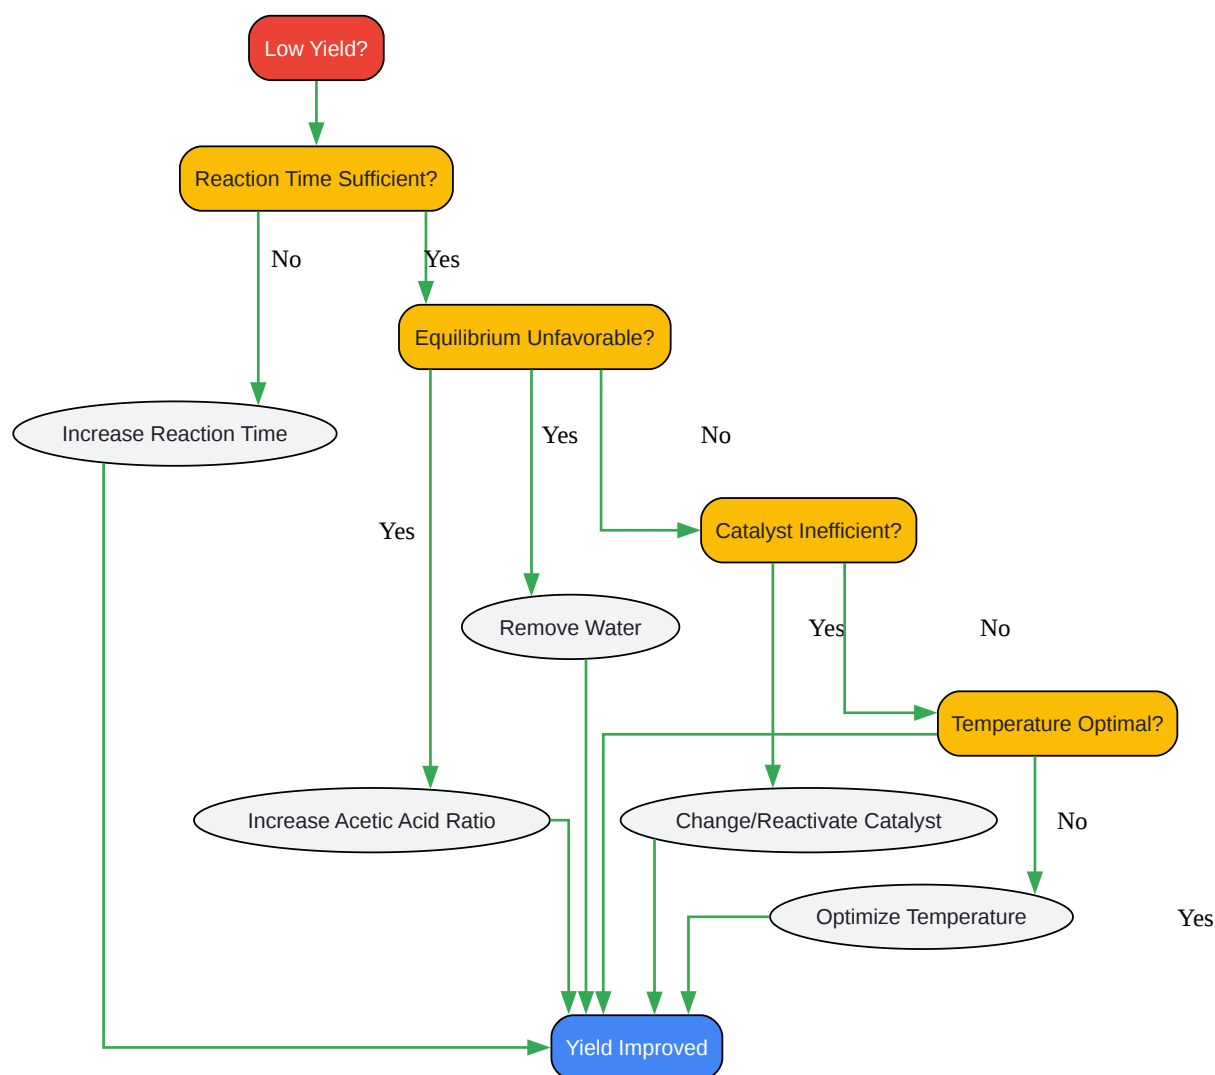 Low Yield?
Reaction Time Sufficient?
No
Yes
Equilibrium Unfavorable?
Increase Reaction Time
Yes
No
Yes
Catalyst Inefficient?
Remove Water
Yes
No
Temperature Optimal?
Increase Acetic Acid Ratio
Change/Reactivate Catalyst
No
Optimize Temperature
Yes
Yield Improved